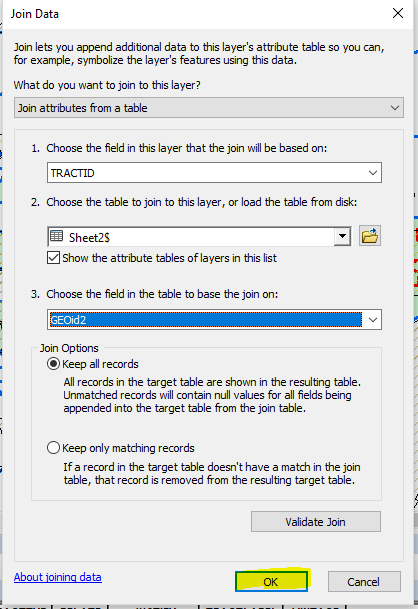 Join Data
Join lets you append additional data to this layer's attribute table so you can,
for example, symbolize the layer's features using this data.
What do you want to join to this layer?
Join attributes from a table
1. Choose the field in this layer that the join will be based on:
TRACTID
2. Choose the table to join to this layer, or load the table from disk:
Sheet2$
Show the attribute tables of layers in this list
3. Choose the field in the table to base the join on:
GEOid2
Join Options
Keep all records
All records in the target table are shown in the resulting table.
Unmatched records will contain null values for all fields being
appended into the target table from the join table.
Keep only matching records
If a record in the target table doesn't have a match in the join
table, that record is removed from the resulting target table.
Validate Join
About joining data
OK
Cancel